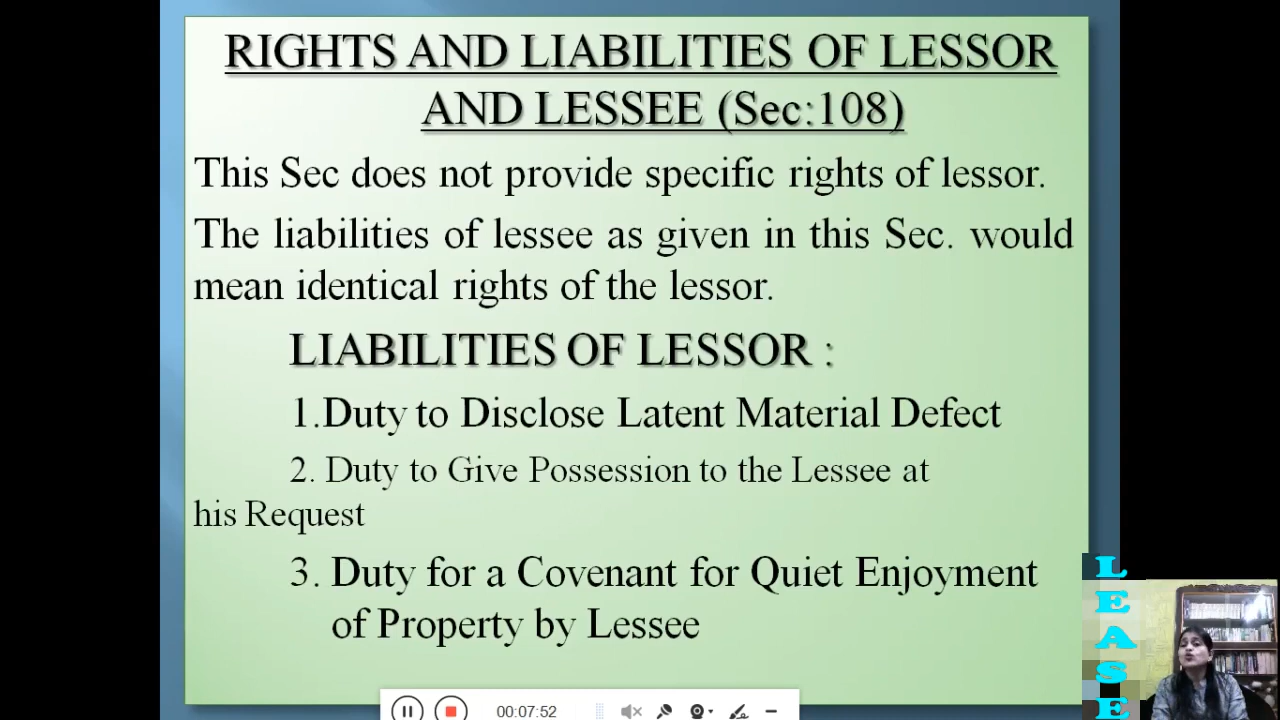 RIGHTS AND LIABILITIES OF LESSOR
AND LESSEE (Sec:108)
This Sec does not provide specific rights of lessor.
The liabilities of lessee as given in this Sec. would
mean identical rights of the lessor.
LIABILITIES OF LESSOR :
1.Duty to Disclose Latent Material Defect
2. Duty to Give Possession to the Lessee at
his Request
3. Duty for a Covenant for Quiet Enjoyment
of Property by Lessee
00:07:52
LEASE